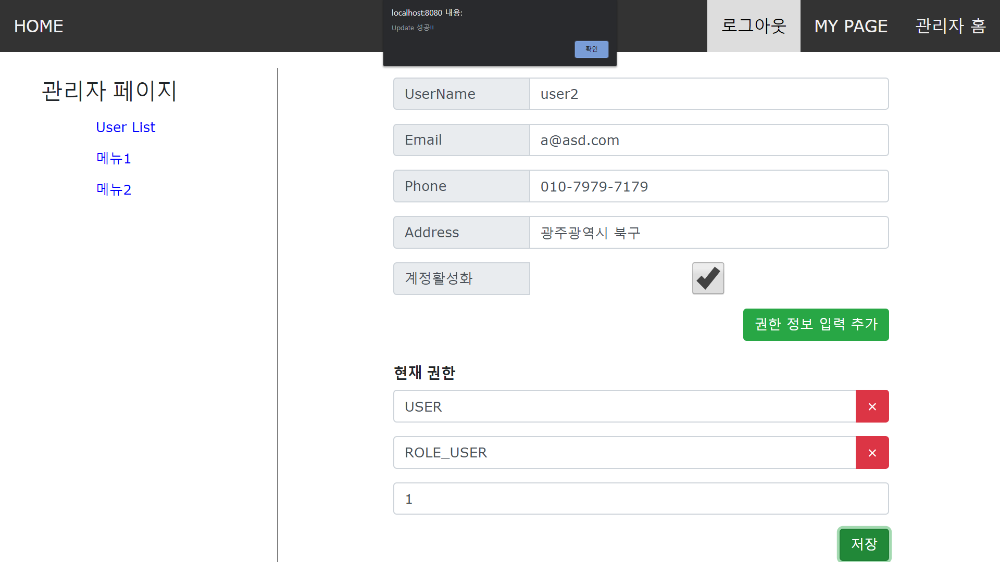 HOME
localhost:8080 내용:
Update 성공!!
확인
로그아웃
MY PAGE
관리자 홈
관리자 페이지
User List
메뉴1
메뉴2
UserName
user2
Email
a@asd.com
Phone
010-7979-7179
Address
광주광역시 북구
계정활성화
권한 정보 입력 추가
현재 권한
USER
×
ROLE_USER
×
1
저장